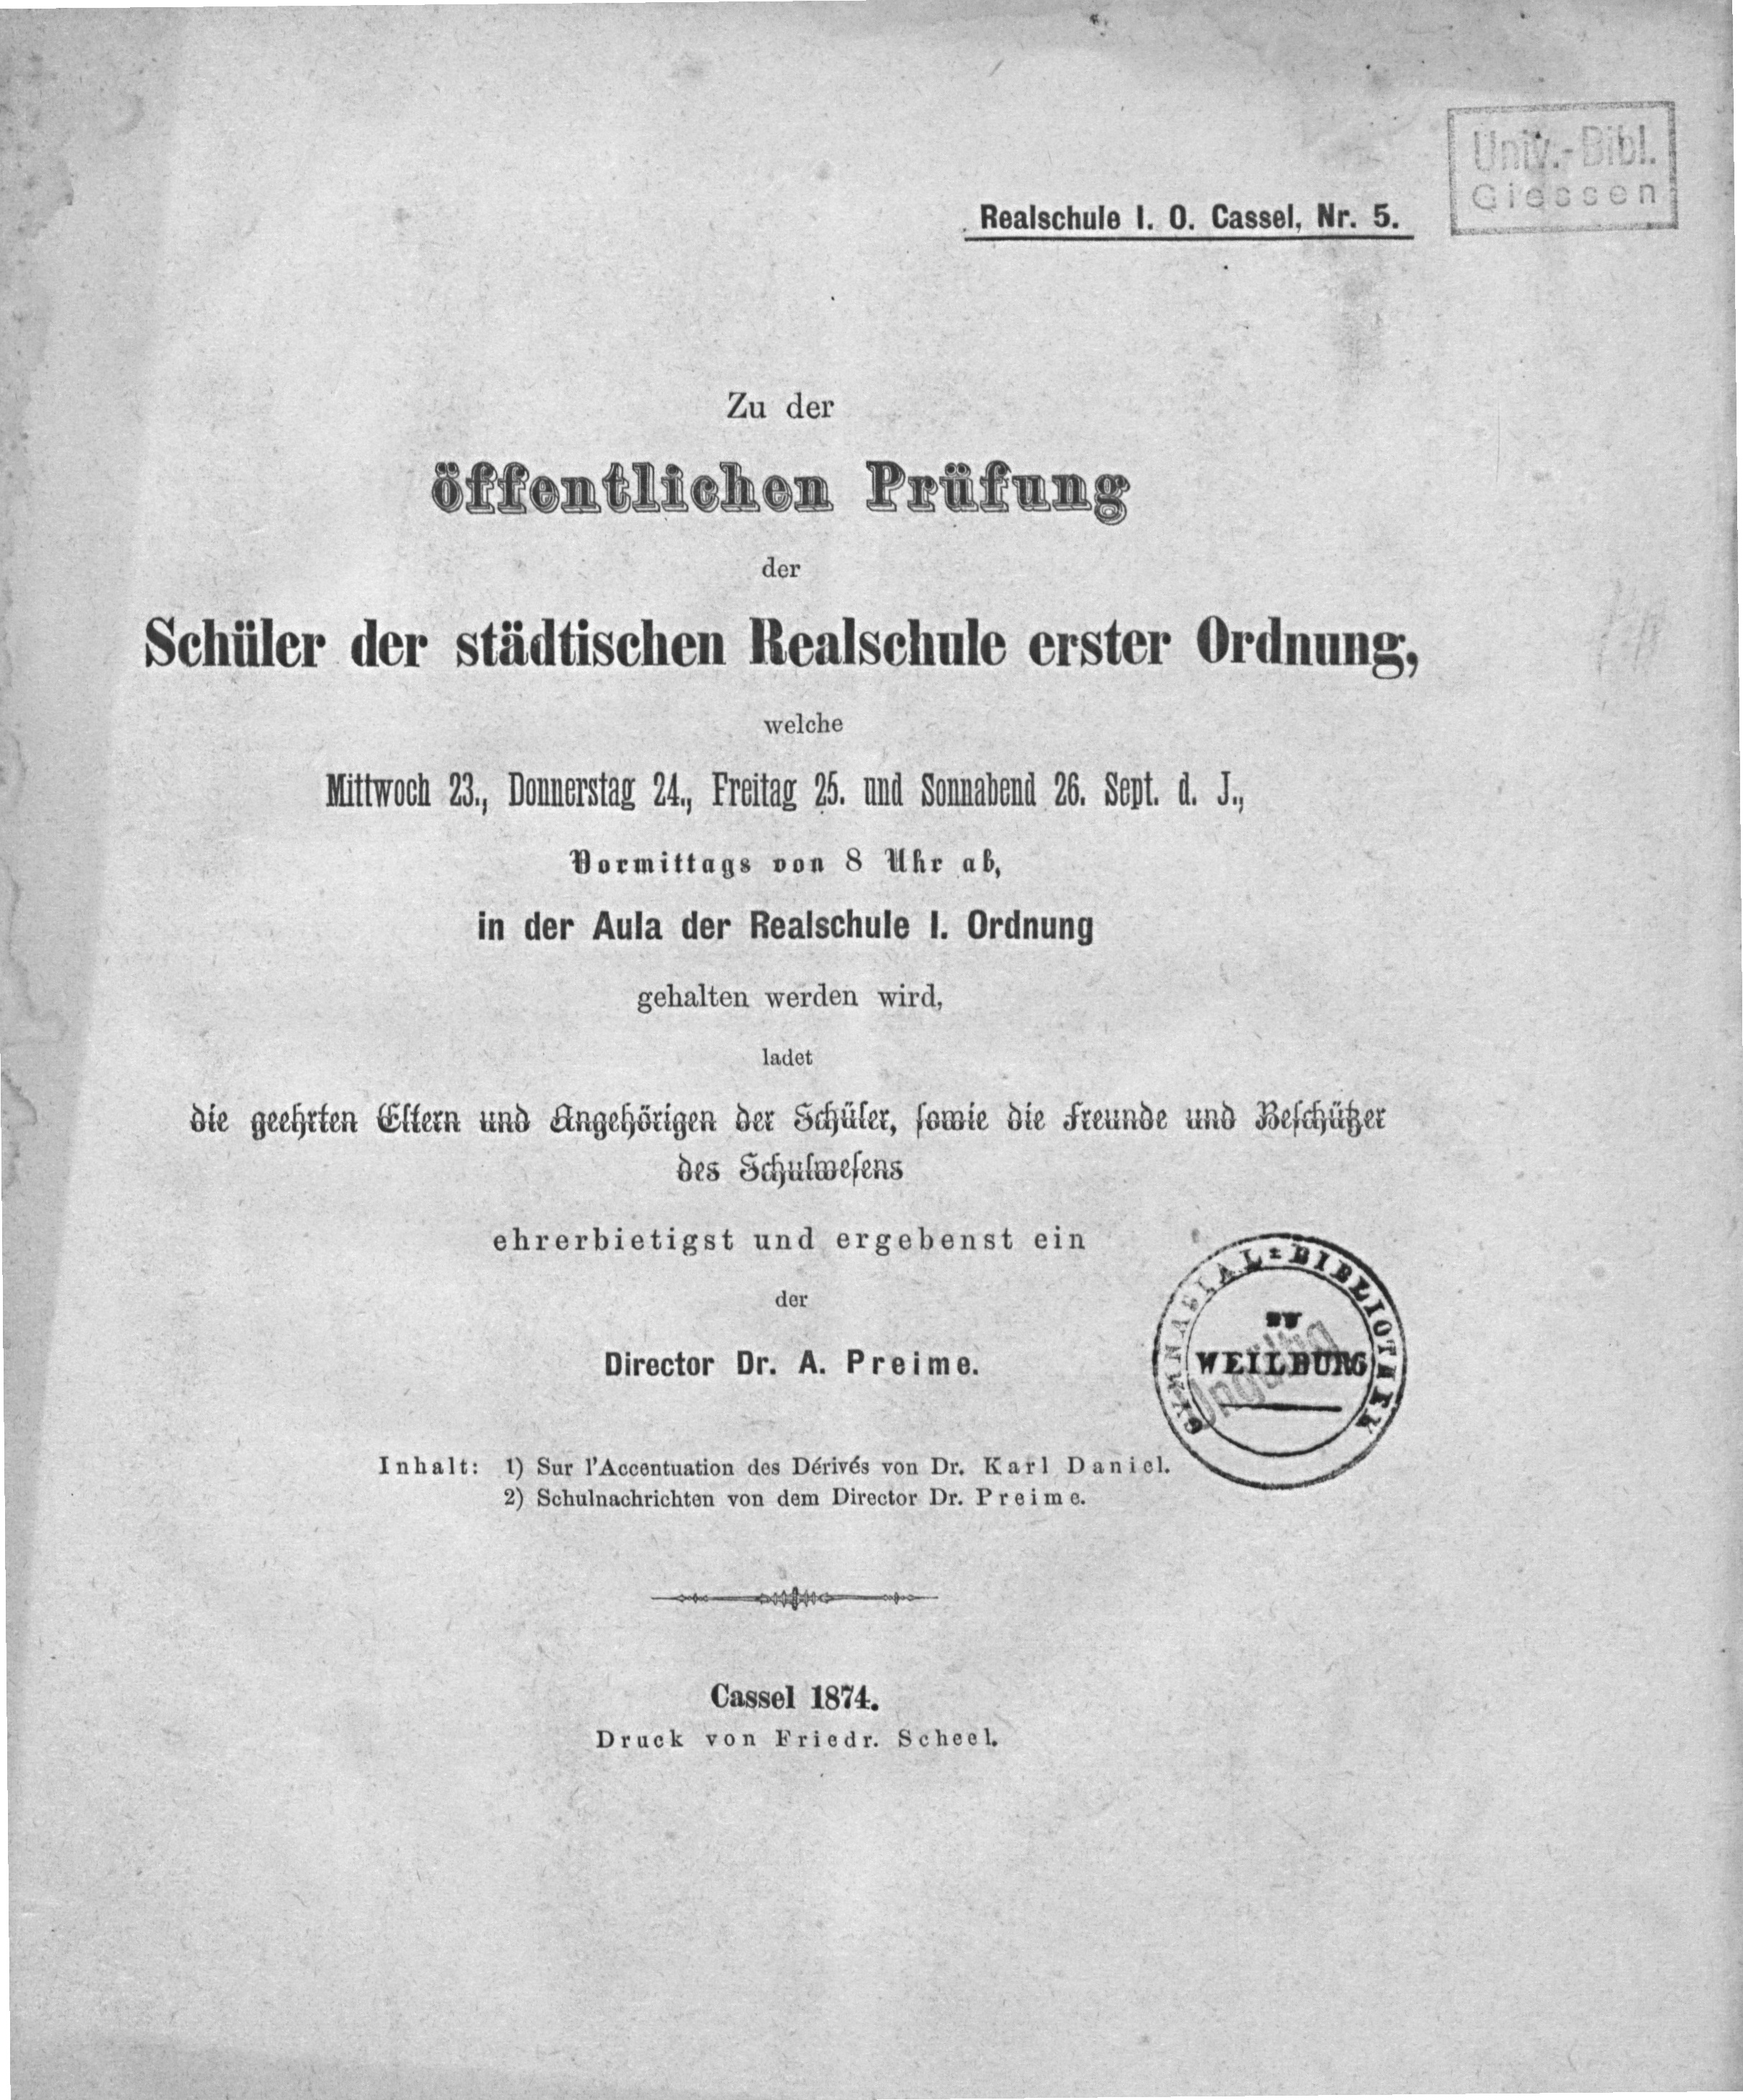 Univ.-Bibl.
Giessen
Realschule I. O. Cassel, Nr. 5.
Zu der
öffentlichen Prüfung
der
Schüler der städtischen Realschule erster Ordnung,
welche
Mittwoch 23., Donnerstag 24., Freitag 25. und Sonnabend 26. Sept. d. J.,
Vormittags von 8 Uhr ab,
in der Aula der Realschule I. Ordnung
gehalten werden wird,
ladet
die geehrten Eltern und Angehörigen der Schüler, sowie die Freunde und Beschützer
des Schulwesens
ehrerbietigst und ergebenst ein
der
Director Dr. A. Preime.
GYMNASIAL-BIBLIOTHEK
ZU
WEILBURG
Ungültig
Inhalt: 1) Sur l'Accentuation des Dérivés von Dr. Karl Daniel.
2) Schulnachrichten von dem Director Dr. Preime.
Cassel 1874.
Druck von Friedr. Scheel.